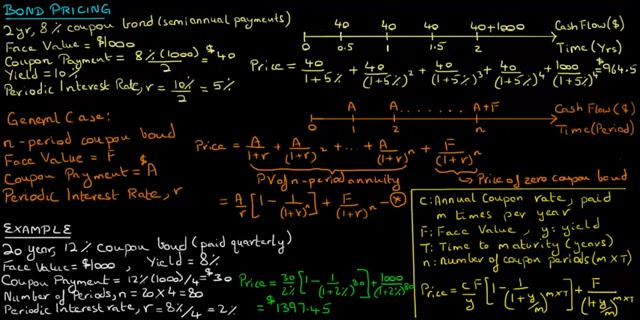 BOND PRICING
2 yr, 8% coupon bond (semiannual payments)
Face Value = $1000
Coupon Payment = 8% (1000) / 2 = $40
Yield = 10%
Periodic Interest Rate, r = 10% / 2 = 5%
40 40 40 40+1000 Cash Flow ($)
0 0.5 1 1.5 2 Time (Yrs)
Price = 40/(1+5%) + 40/(1+5%)^2 + 40/(1+5%)^3 + 40/(1+5%)^4 + 1000/(1+5%)^4 = $964.5
General Case:
n-period coupon bond
Face Value = F
Coupon Payment = $A
Periodic Interest Rate, r
A A ........ A+F Cash Flow ($)
0 1 2 n Time (Period)
Price = A/(1+r) + A/(1+r)^2 + ... + A/(1+r)^n + F/(1+r)^n
PV of n-period annuity
→ Price of zero coupon bond
= A/r [1 - 1/(1+r)^n] + F/(1+r)^n - ⊛
EXAMPLE
20 year, 12% coupon bond (paid quarterly)
Face Value = $1000, Yield = 8%
Coupon Payment = 12% (1000)/4 = $30
Number of Periods, n = 20 x 4 = 80
Periodic Interest rate, r = 8%/4 = 2%
Price = 30/2% [1 - 1/(1+2%)^80] + 1000/(1+2%)^80
= $1397.45
C: Annual Coupon rate, paid
m times per year
F: Face Value, y: yield
T: Time to maturity (years)
n: Number of coupon periods (m x T)
Price = cF/y [1 - 1/(1+y/m)^mxT] + F/(1+y/m)^mxT